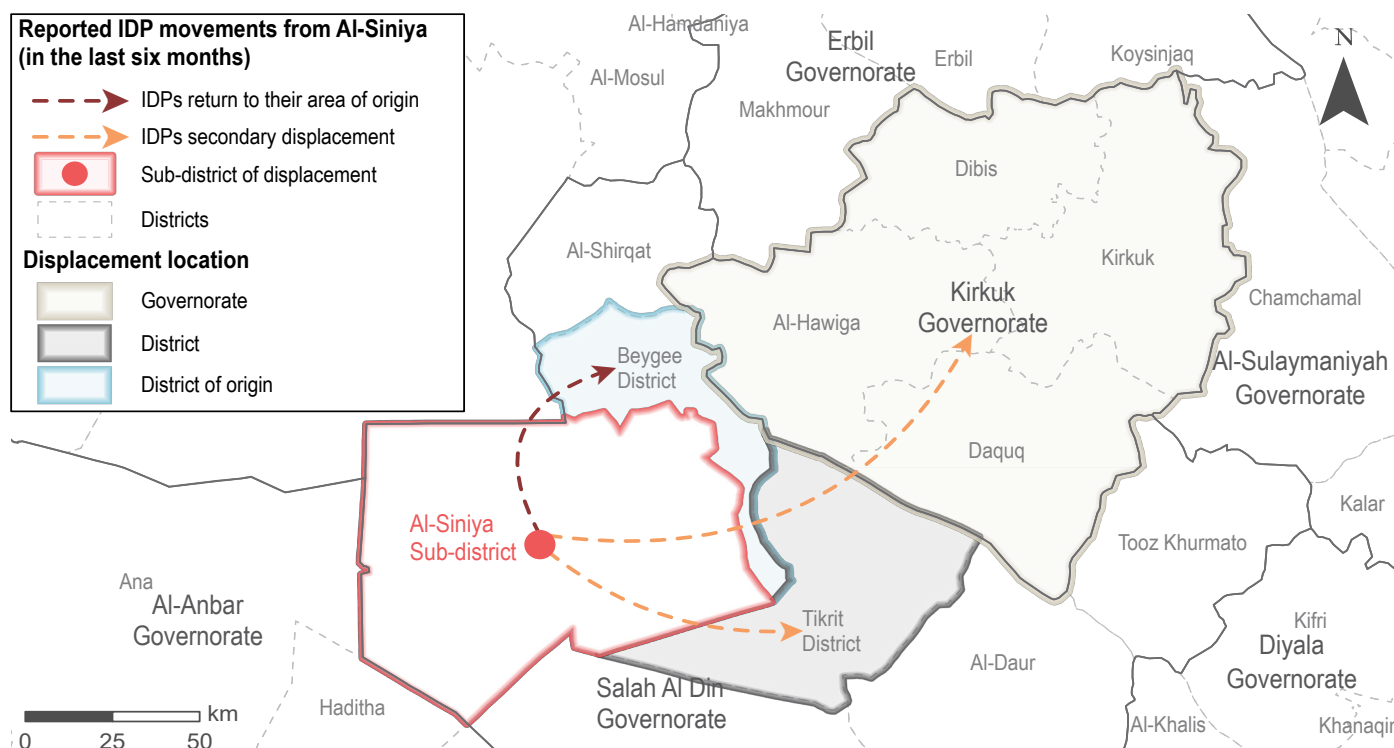 Reported IDP movements from Al-Siniya
(in the last six months)
IDPs return to their area of origin
IDPs secondary displacement
Sub-district of displacement
Districts
Displacement location
Governorate
District
District of origin
Al-Hamdaniya
Al-Mosul
Erbil
Governorate
Erbil
Koysinjaq
N
Makhmour
Dibis
Al-Shirqat
Kirkuk
Al-Hawiga
Kirkuk
Governorate
Chamchamal
Beygee
District
Al-Sulaymaniyah
Governorate
Daquq
Kalar
Al-Siniya
Sub-district
Tooz Khurmato
Ana
Al-Anbar
Governorate
Tikrit
District
Kifri
Diyala
Governorate
Al-Daur
Salah Al Din
Governorate
Haditha
Al-Khalis
Khanaqin
km
0 25 50